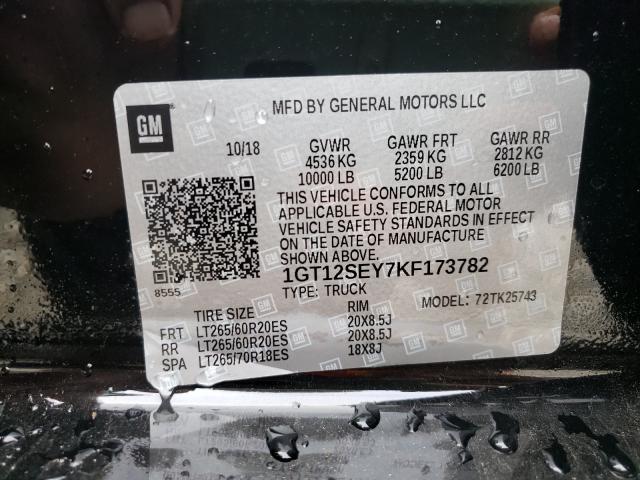 GM
MFD BY GENERAL MOTORS LLC
10/18 GVWR GAWR FRT GAWR RR
4536 KG 2359 KG 2812 KG
10000 LB 5200 LB 6200 LB
THIS VEHICLE CONFORMS TO ALL
APPLICABLE U.S. FEDERAL MOTOR
VEHICLE SAFETY STANDARDS IN EFFECT
ON THE DATE OF MANUFACTURE
SHOWN ABOVE.
8555
1GT12SEY7KF173782
TYPE: TRUCK MODEL: 72TK25743
TIRE SIZE RIM
FRT LT265/60R20ES 20X8.5J
RR LT265/60R20ES 20X8.5J
SPA LT265/70R18ES 18X8J